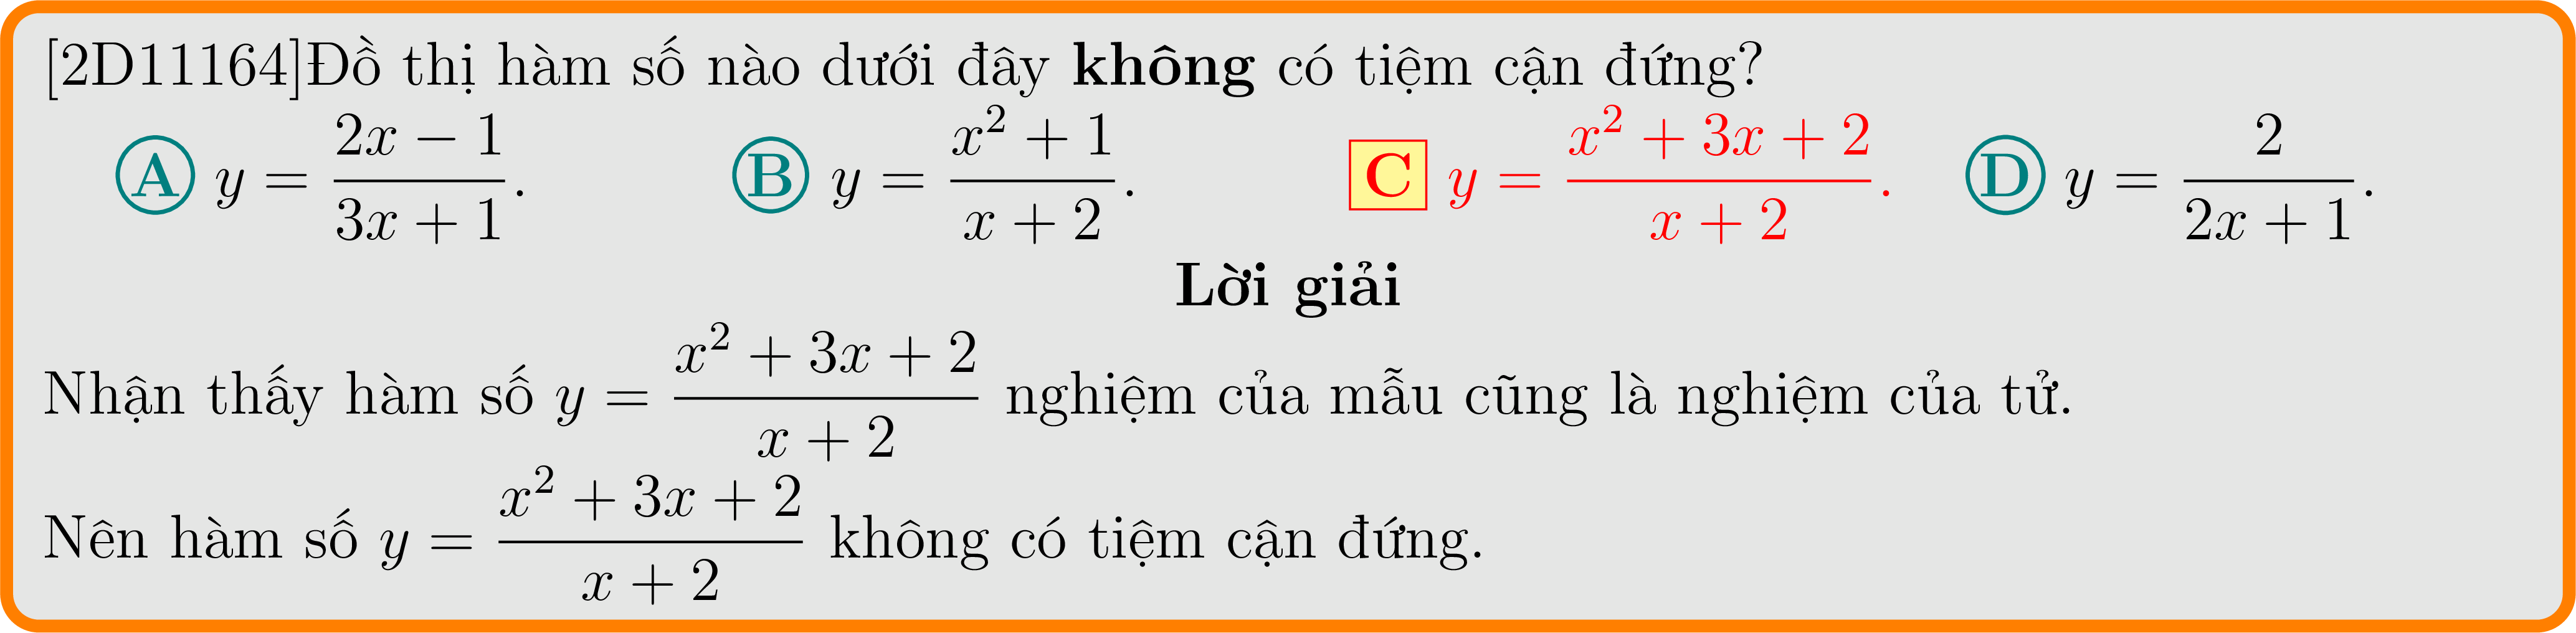 [2D11164]Đồ thị hàm số nào dưới đây không có tiệm cận đứng?
A y = \frac{2x − 1}{3x + 1}. B y = \frac{x^2 + 1}{x + 2}. C y = \frac{x^2 + 3x + 2}{x + 2}. D y = \frac{2}{2x + 1}.
Lời giải
Nhận thấy hàm số y = \frac{x^2 + 3x + 2}{x + 2} nghiệm của mẫu cũng là nghiệm của tử.
Nên hàm số y = \frac{x^2 + 3x + 2}{x + 2} không có tiệm cận đứng.